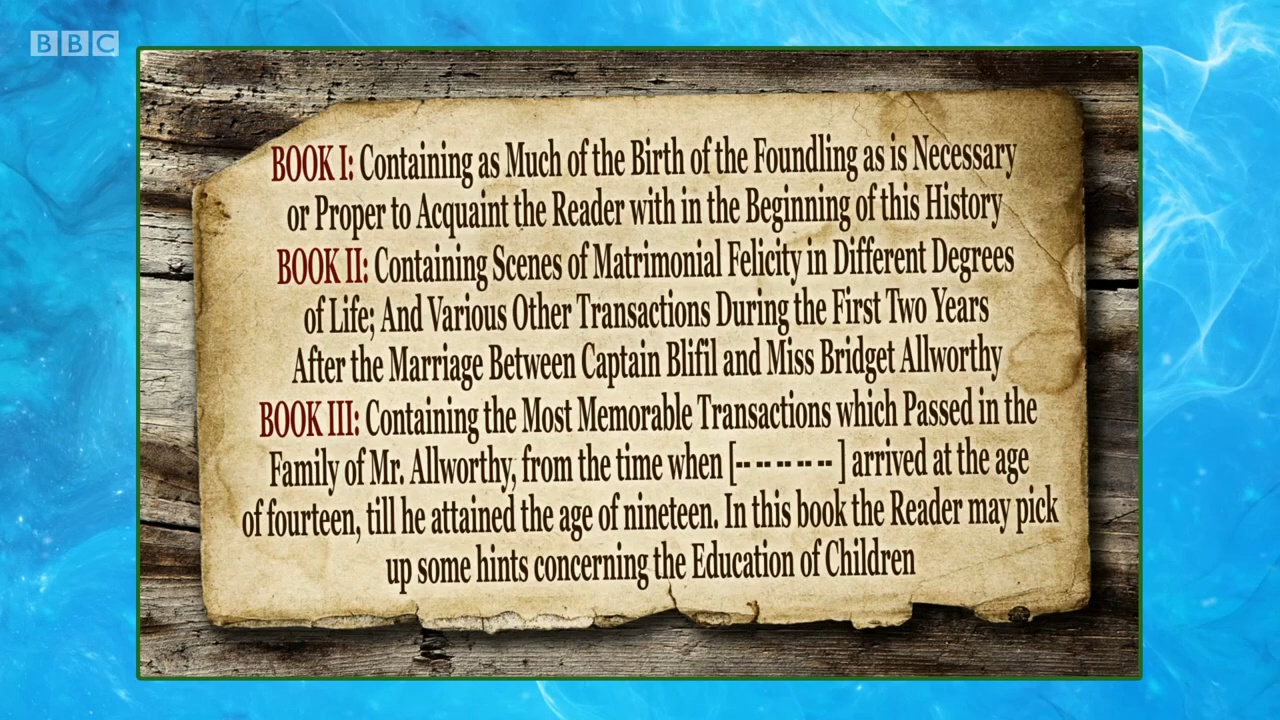 BBC
BOOK I: Containing as Much of the Birth of the Foundling as is Necessary
or Proper to Acquaint the Reader with in the Beginning of this History
BOOK II: Containing Scenes of Matrimonial Felicity in Different Degrees
of Life; And Various Other Transactions During the First Two Years
After the Marriage Between Captain Blifil and Miss Bridget Allworthy
BOOK III: Containing the Most Memorable Transactions which Passed in the
Family of Mr. Allworthy, from the time when [-- -- -- -- -- ] arrived at the age
of fourteen, till he attained the age of nineteen. In this book the Reader may pick
up some hints concerning the Education of Children